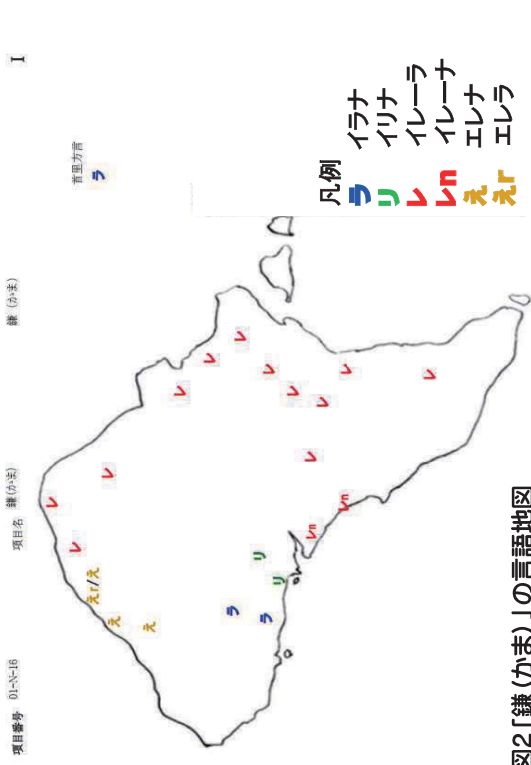 項目番号 01-N-16 項目名 鎌(かま) 鎌(かま) I
首里方言
ラ
レ
レ
レ
えr/え
え
え
レ
レ
レ
レ
レ
レ
レ
レ
レ
レn
レn
リ
リ
ラ
ラ
凡例
ラ イラナ
リ イリナ
レ イレーラ
レn イレーナ
え エレナ
えr エレラ
図2「鎌(かま)」の言語地図